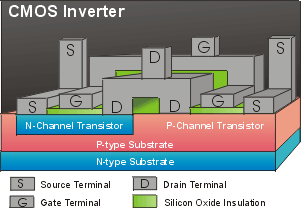 CMOS Inverter
S
G
D
G
S
S
G
D
D
G
S
N-Channel Transistor
P-Channel Transistor
P-type Substrate
N-type Substrate
S Source Terminal
D Drain Terminal
G Gate Terminal
Silicon Oxide Insulation